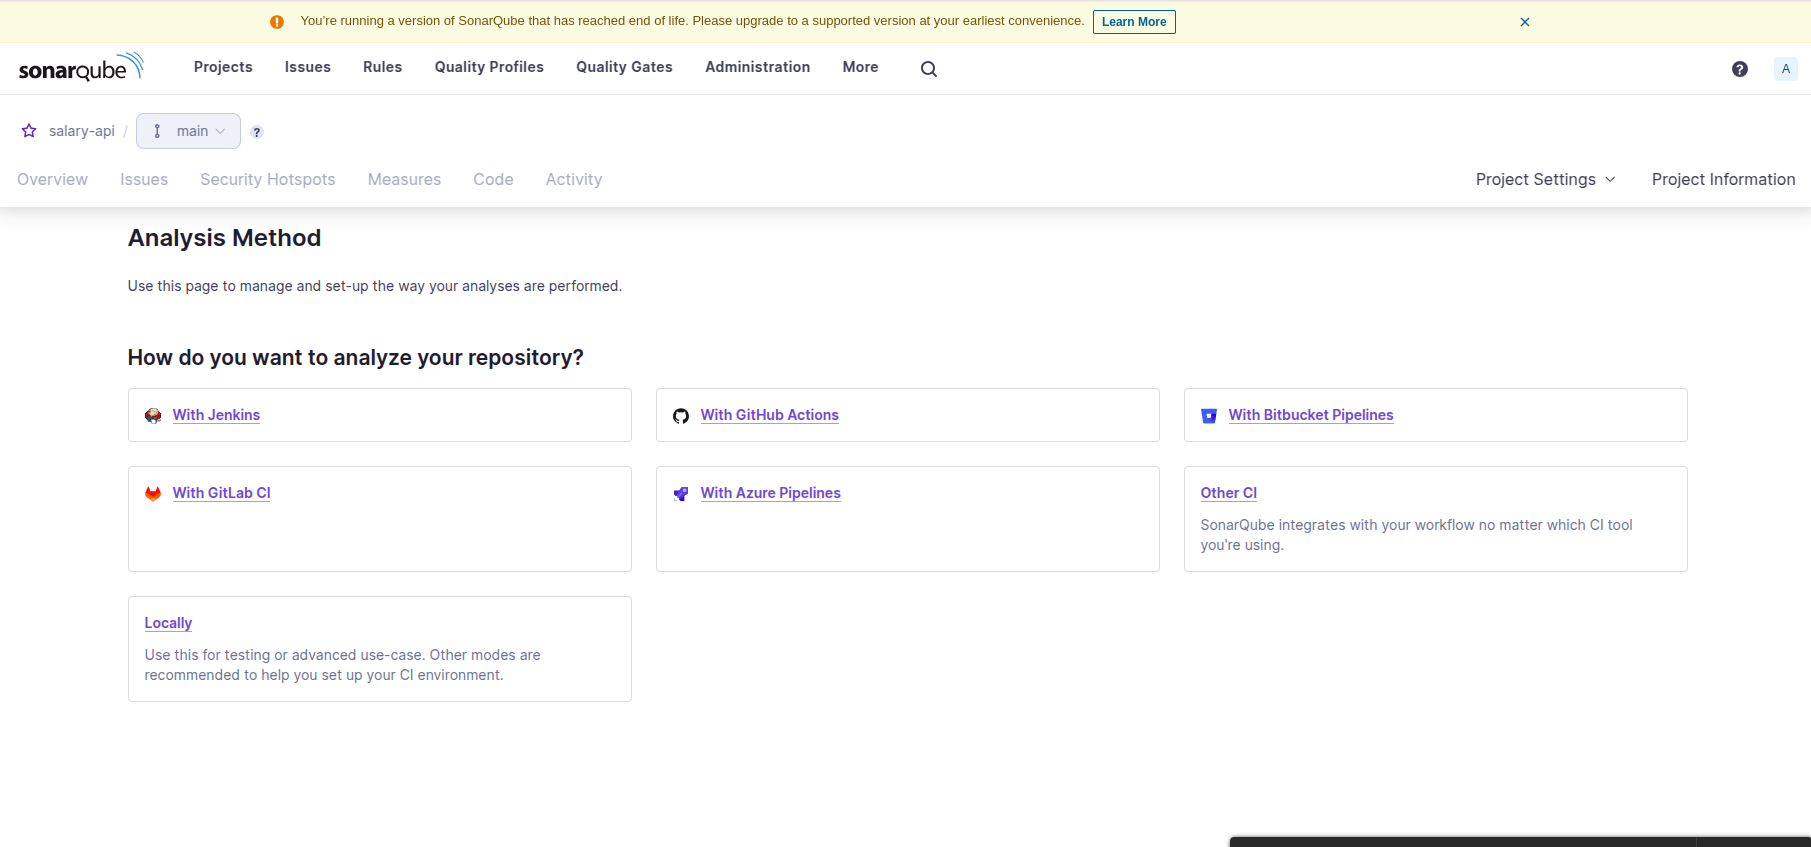 You're running a version of SonarQube that has reached end of life. Please upgrade to a supported version at your earliest convenience. Learn More
sonarqube Projects Issues Rules Quality Profiles Quality Gates Administration More ? A
salary-api / main ?
Overview Issues Security Hotspots Measures Code Activity Project Settings Project Information
Analysis Method
Use this page to manage and set-up the way your analyses are performed.
How do you want to analyze your repository?
With Jenkins With GitHub Actions With Bitbucket Pipelines
With GitLab CI With Azure Pipelines Other CI
SonarQube integrates with your workflow no matter which CI tool
you're using.
Locally
Use this for testing or advanced use-case. Other modes are
recommended to help you set up your CI environment.